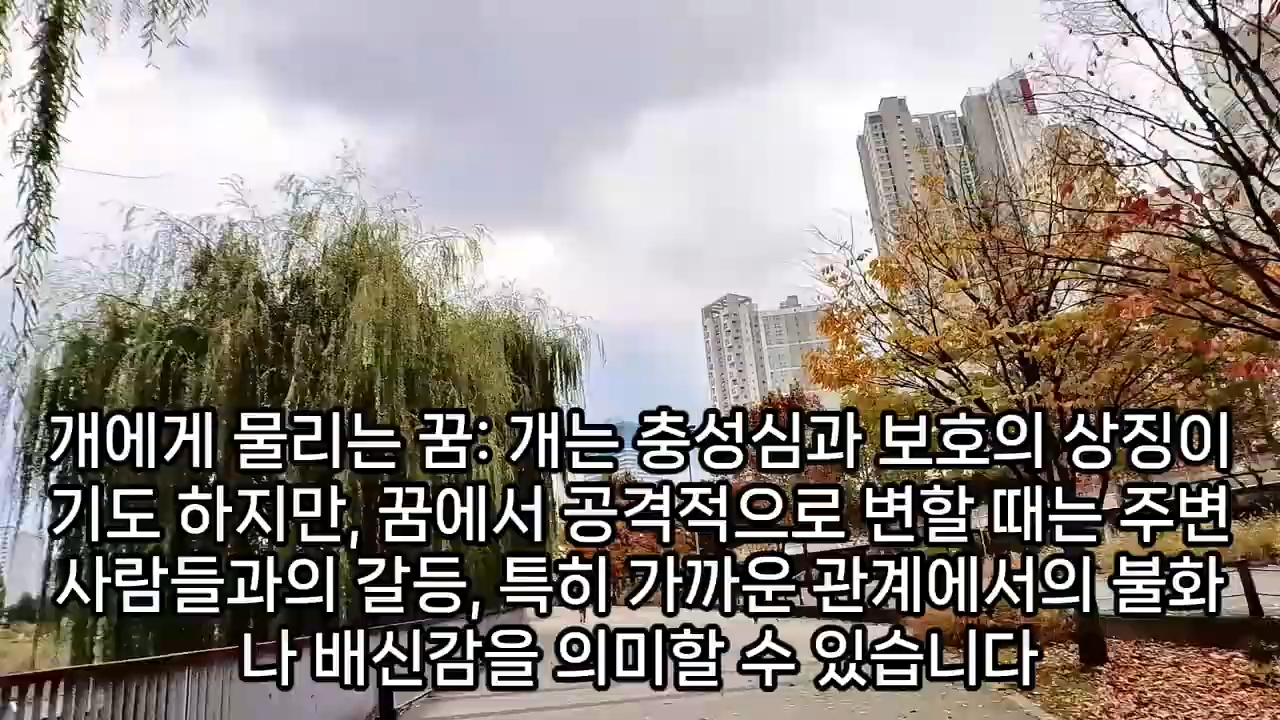 개에게 물리는 꿈: 개는 충성심과 보호의 상징이
기도 하지만, 꿈에서 공격적으로 변할 때는 주변
사람들과의 갈등, 특히 가까운 관계에서의 불화
나 배신감을 의미할 수 있습니다